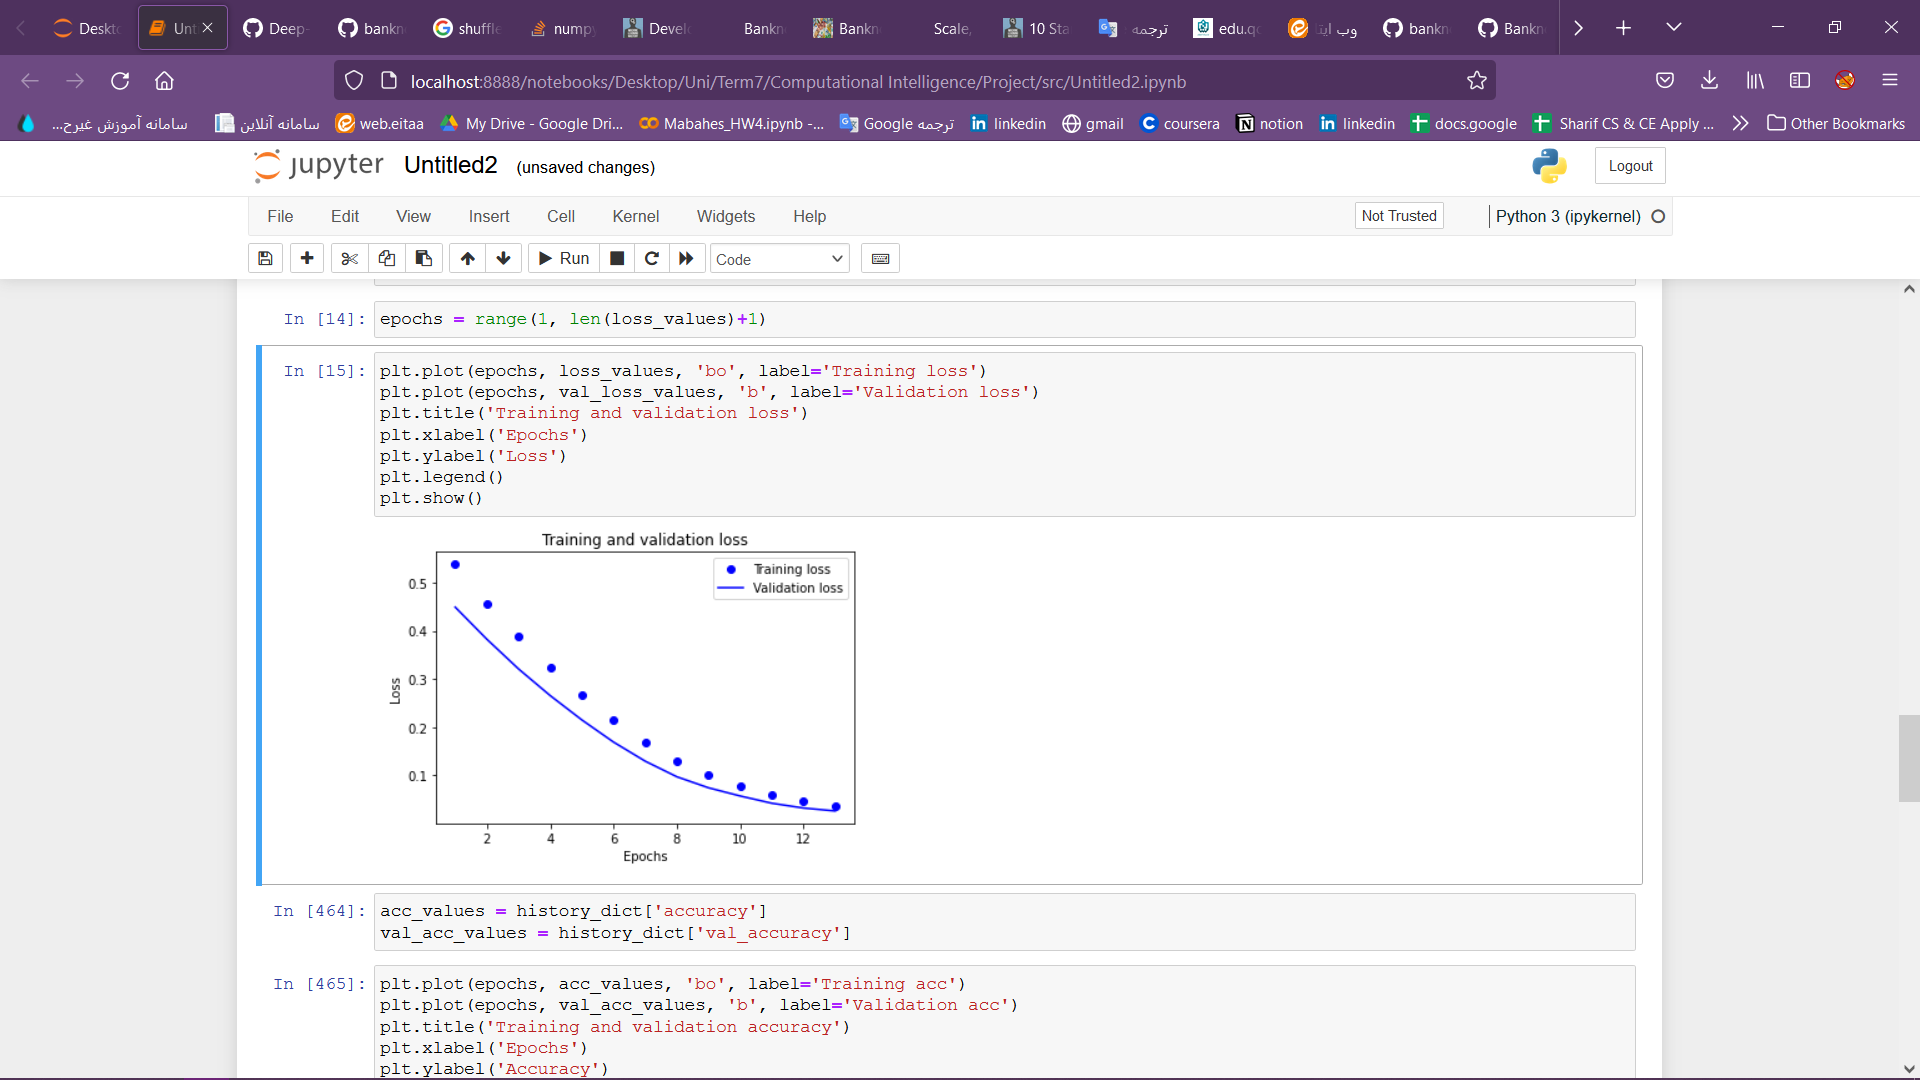 Deskt
Unt
Deep-
bankn
shuffle
numpy
Devel
Bankn
Bankn
Scale,
10 Sta
ترجمه
edu.qc
وب ایتا
bankn
Bankn
localhost:8888/notebooks/Desktop/Uni/Term7/Computational Intelligence/Project/src/Untitled2.ipynb
سامانه آموزش غیرح...
سامانه آنلاین
web.eitaa
My Drive - Google Dri...
Mabahes_HW4.ipynb -...
Google ترجمه
linkedin
gmail
coursera
notion
linkedin
docs.google
Sharif CS & CE Apply ...
Other Bookmarks
jupyter Untitled2 (unsaved changes)
Logout
File Edit View Insert Cell Kernel Widgets Help
Not Trusted
Python 3 (ipykernel)
Run
Code
In [14]: epochs = range(1, len(loss_values)+1)
In [15]: plt.plot(epochs, loss_values, 'bo', label='Training loss')
plt.plot(epochs, val_loss_values, 'b', label='Validation loss')
plt.title('Training and validation loss')
plt.xlabel('Epochs')
plt.ylabel('Loss')
plt.legend()
plt.show()
Training and validation loss
Training loss
Validation loss
0.5
0.4
0.3
0.2
0.1
Loss
2 4 6 8 10 12
Epochs
In [464]: acc_values = history_dict['accuracy']
val_acc_values = history_dict['val_accuracy']
In [465]: plt.plot(epochs, acc_values, 'bo', label='Training acc')
plt.plot(epochs, val_acc_values, 'b', label='Validation acc')
plt.title('Training and validation accuracy')
plt.xlabel('Epochs')
plt.ylabel('Accuracy')